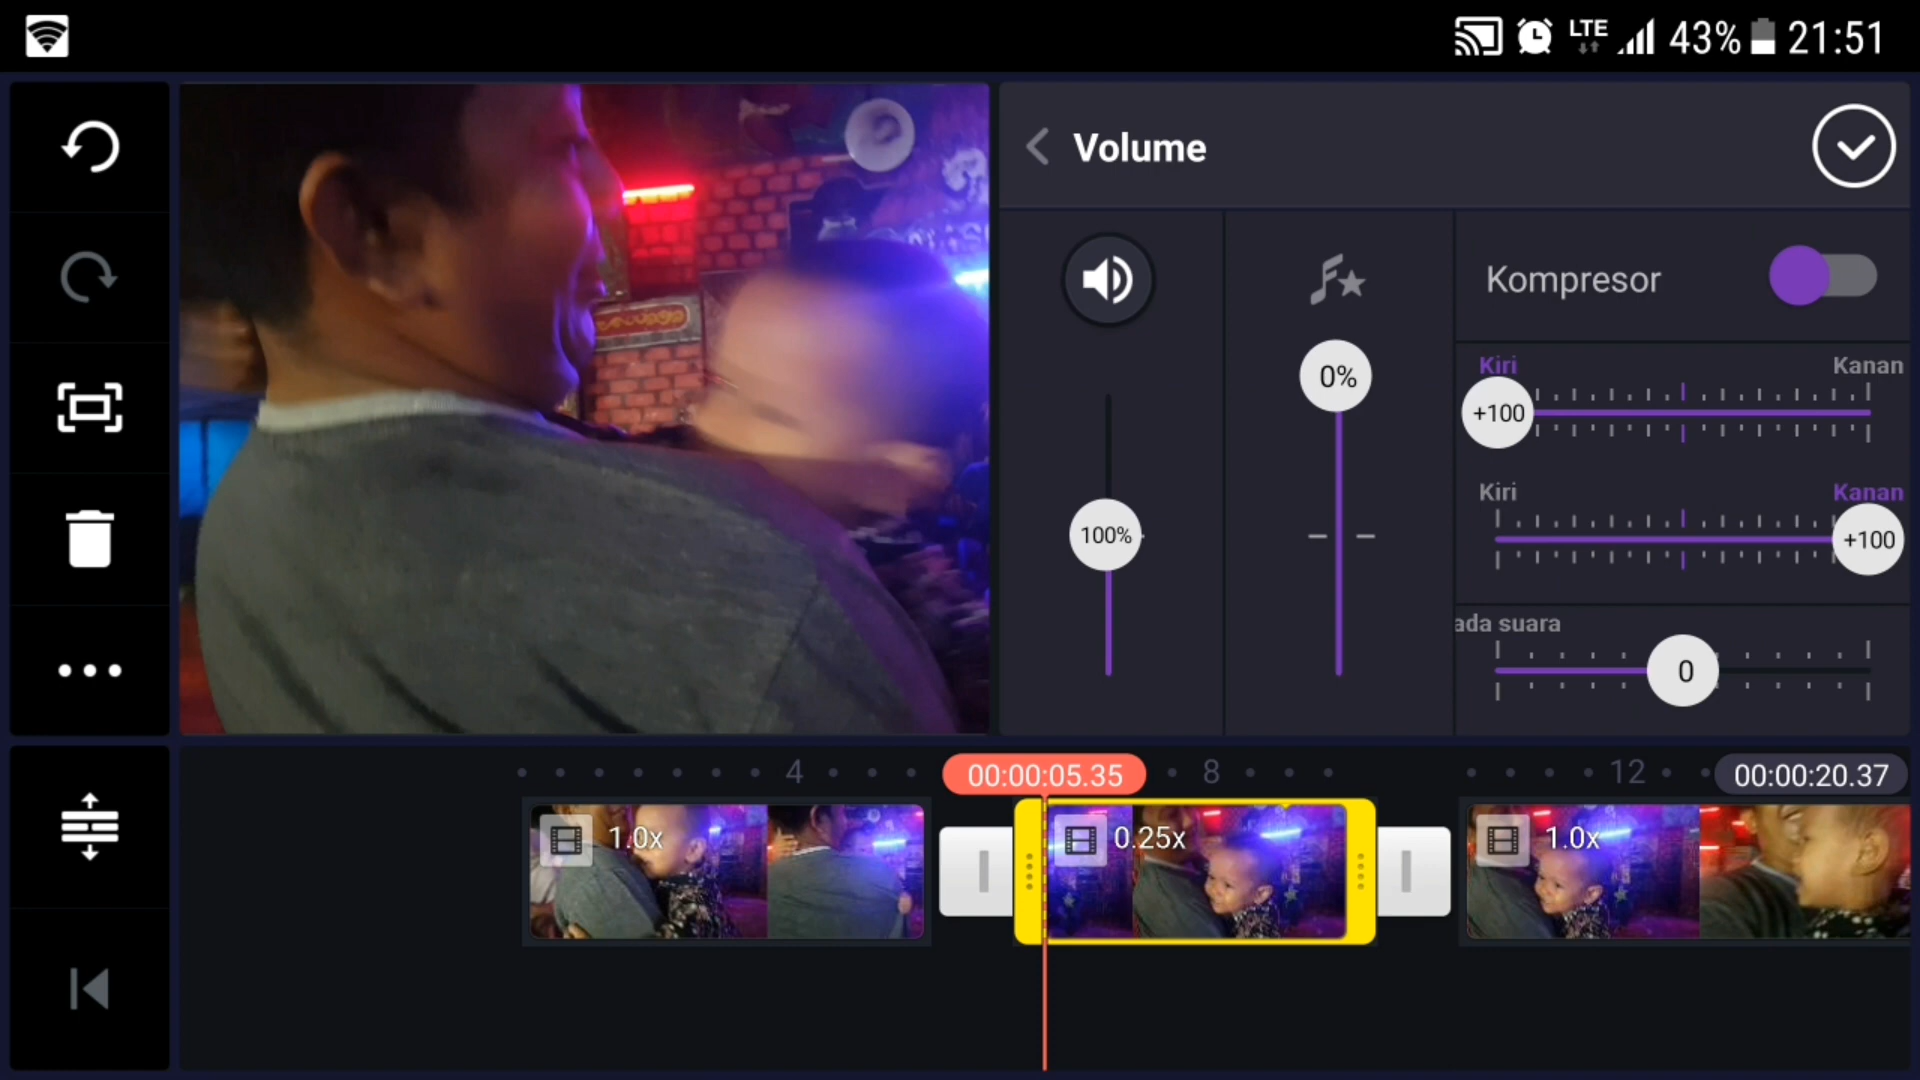 LTE 43% 21:51
Volume
Kompresor
Kiri Kanan
+100
Kiri Kanan
+100
0%
100%
ada suara
0
4 00:00:05.35 8 12 00:00:20.37
1.0x 0.25x 1.0x